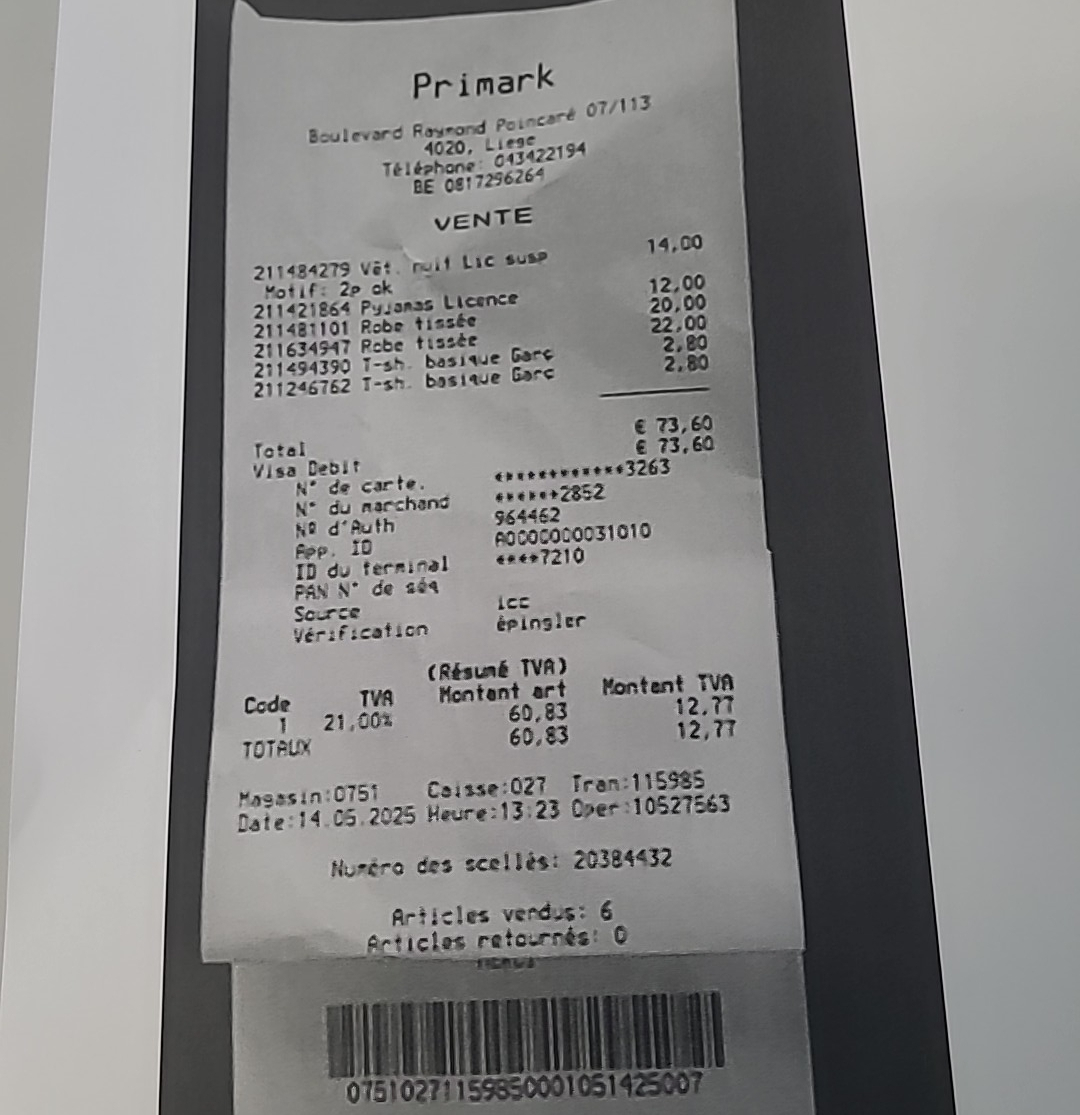 Primark
Boulevard Raymond Poincaré 07/113
4020, Liege
Téléphone: 043422194
BE 0817296264
VENTE
211484279 Vêt. nuit Lic susp 14,00
Motif: 2p ok
211421864 Pyjamas Licence 12,00
211481101 Robe tissée 20,00
211634947 Robe tissée 22,00
211494390 T-sh. basique Garç 2,80
211246762 T-sh. basique Garç 2,80
Total € 73,60
Visa Debit € 73,60
N° de carte. ************3263
N° du marchand ******2852
Nº d'Auth 964462
App. ID A0000000031010
ID du terminal ****7210
PAN N° de séq
Source icc
Vérification épingler
(Résumé TVA)
Code TVA Montant art Montant TVA
1 21,00% 60,83 12,77
TOTAUX 60,83 12,77
Magasin:0751 Caisse:027 Tran:115985
Date:14.05.2025 Heure:13:23 Oper:10527563
Numéro des scellés: 20384432
Articles vendus: 6
Articles retournés: 0
07510271159850001051425007